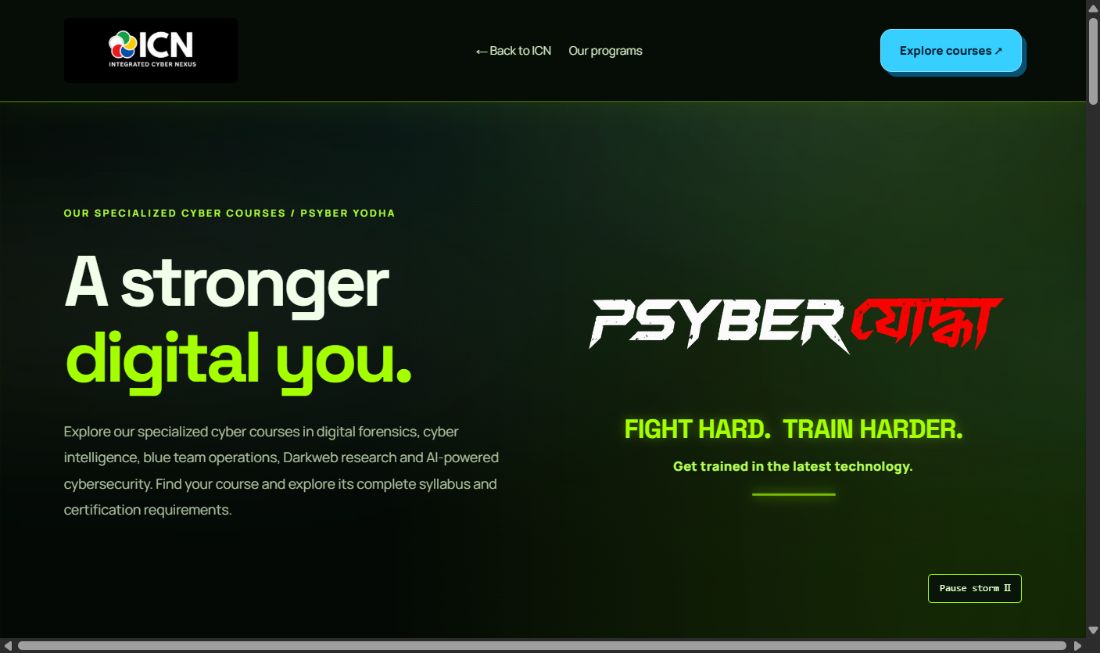 ICN
INTEGRATED CYBER NEXUS
← Back to ICN
Our programs
Explore courses ↗
OUR SPECIALIZED CYBER COURSES / PSYBER YODHA
A stronger
digital you.
Explore our specialized cyber courses in digital forensics, cyber
intelligence, blue team operations, Darkweb research and AI-powered
cybersecurity. Find your course and explore its complete syllabus and
certification requirements.
PSYBER যোদ্ধা
FIGHT HARD. TRAIN HARDER.
Get trained in the latest technology.
Pause storm II